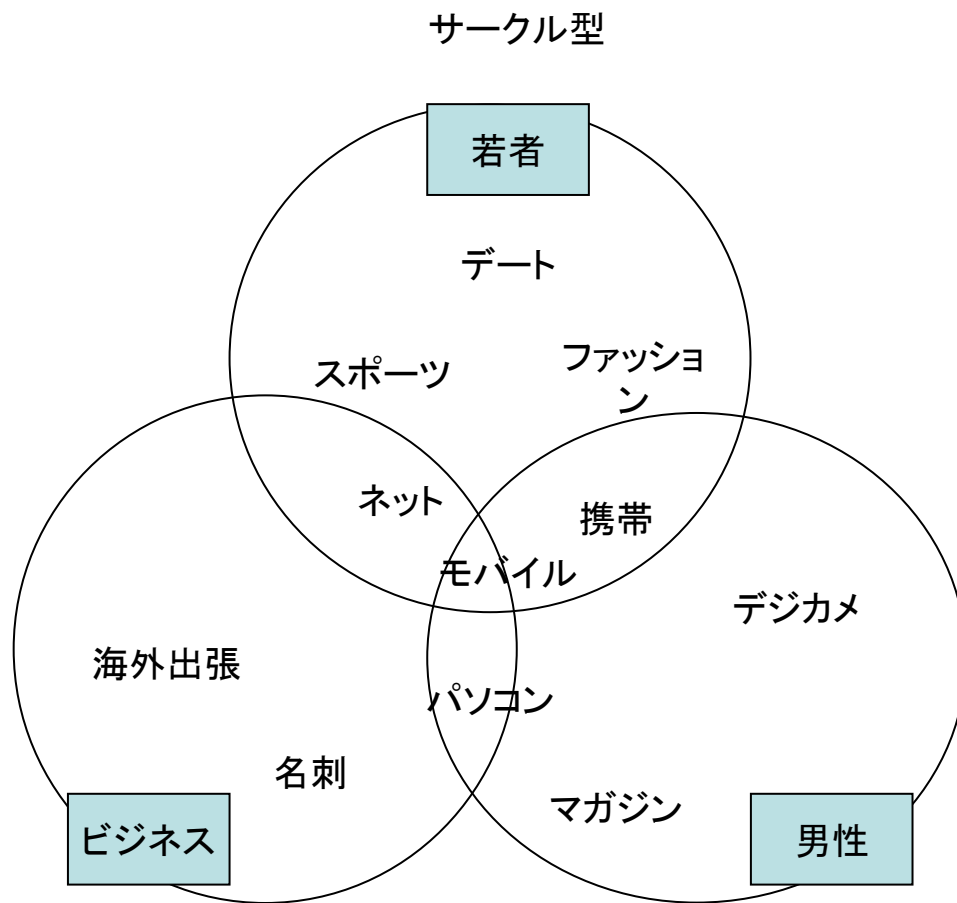 サークル型
若者
デート
スポーツ
ファッショ
ン
ネット
携帯
モバイル
デジカメ
海外出張
パソコン
名刺
マガジン
ビジネス
男性